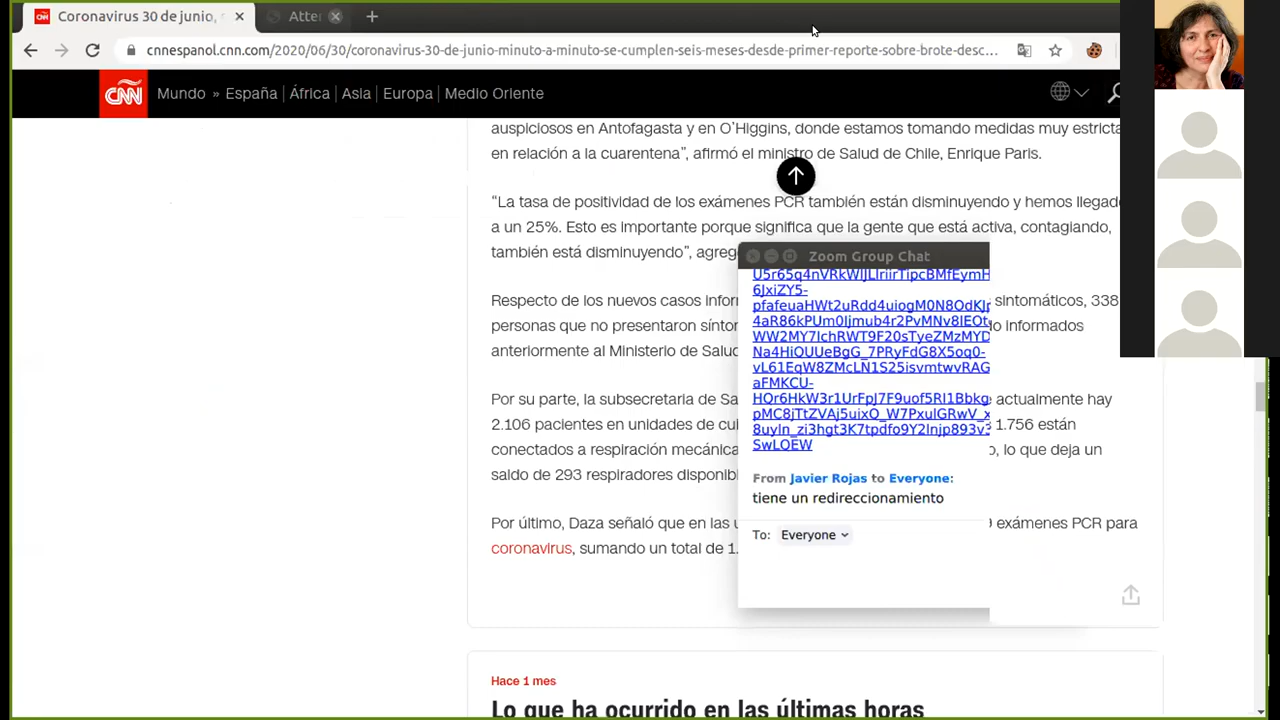 Coronavirus 30 de junio,
Atten
cnnespanol.cnn.com/2020/06/30/coronavirus-30-de-junio-minuto-a-minuto-se-cumplen-seis-meses-desde-primer-reporte-sobre-brote-desc...
CNN Mundo » España | África | Asia | Europa | Medio Oriente
auspiciosos en Antofagasta y en O'Higgins, donde estamos tomando medidas muy estricta
en relación a la cuarentena”, afirmó el ministro de Salud de Chile, Enrique Paris.
“La tasa de positividad de los exámenes PCR también están disminuyendo y hemos llegado
a un 25%. Esto es importante porque significa que la gente que está activa, contagiando,
también está disminuyendo”, agreg
Respecto de los nuevos casos infor sintomáticos, 338
personas que no presentaron sínto do informados
anteriormente al Ministerio de Salud
Por su parte, la subsecretaria de Sa actualmente hay
2.106 pacientes en unidades de cui 1.756 están
conectados a respiración mecánica o, lo que deja un
saldo de 293 respiradores disponib
Por último, Daza señaló que en las u 9 exámenes PCR para
coronavirus, sumando un total de 1.
Zoom Group Chat
6JxiZY5-
aFMKCU-
SwLQEW
From Javier Rojas to Everyone:
tiene un redireccionamiento
To: Everyone
Hace 1 mes
Lo que ha ocurrido en las últimas horas